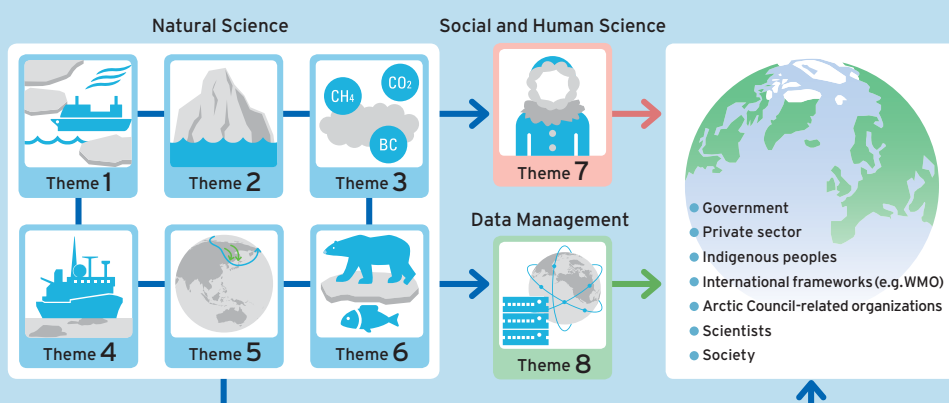 Natural Science
Social and Human Science
CH₄
CO₂
BC
Theme 1
Theme 2
Theme 3
Theme 7
Data Management
Theme 4
Theme 5
Theme 6
Theme 8
Government
Private sector
Indigenous peoples
International frameworks (e.g. WMO)
Arctic Council-related organizations
Scientists
Society